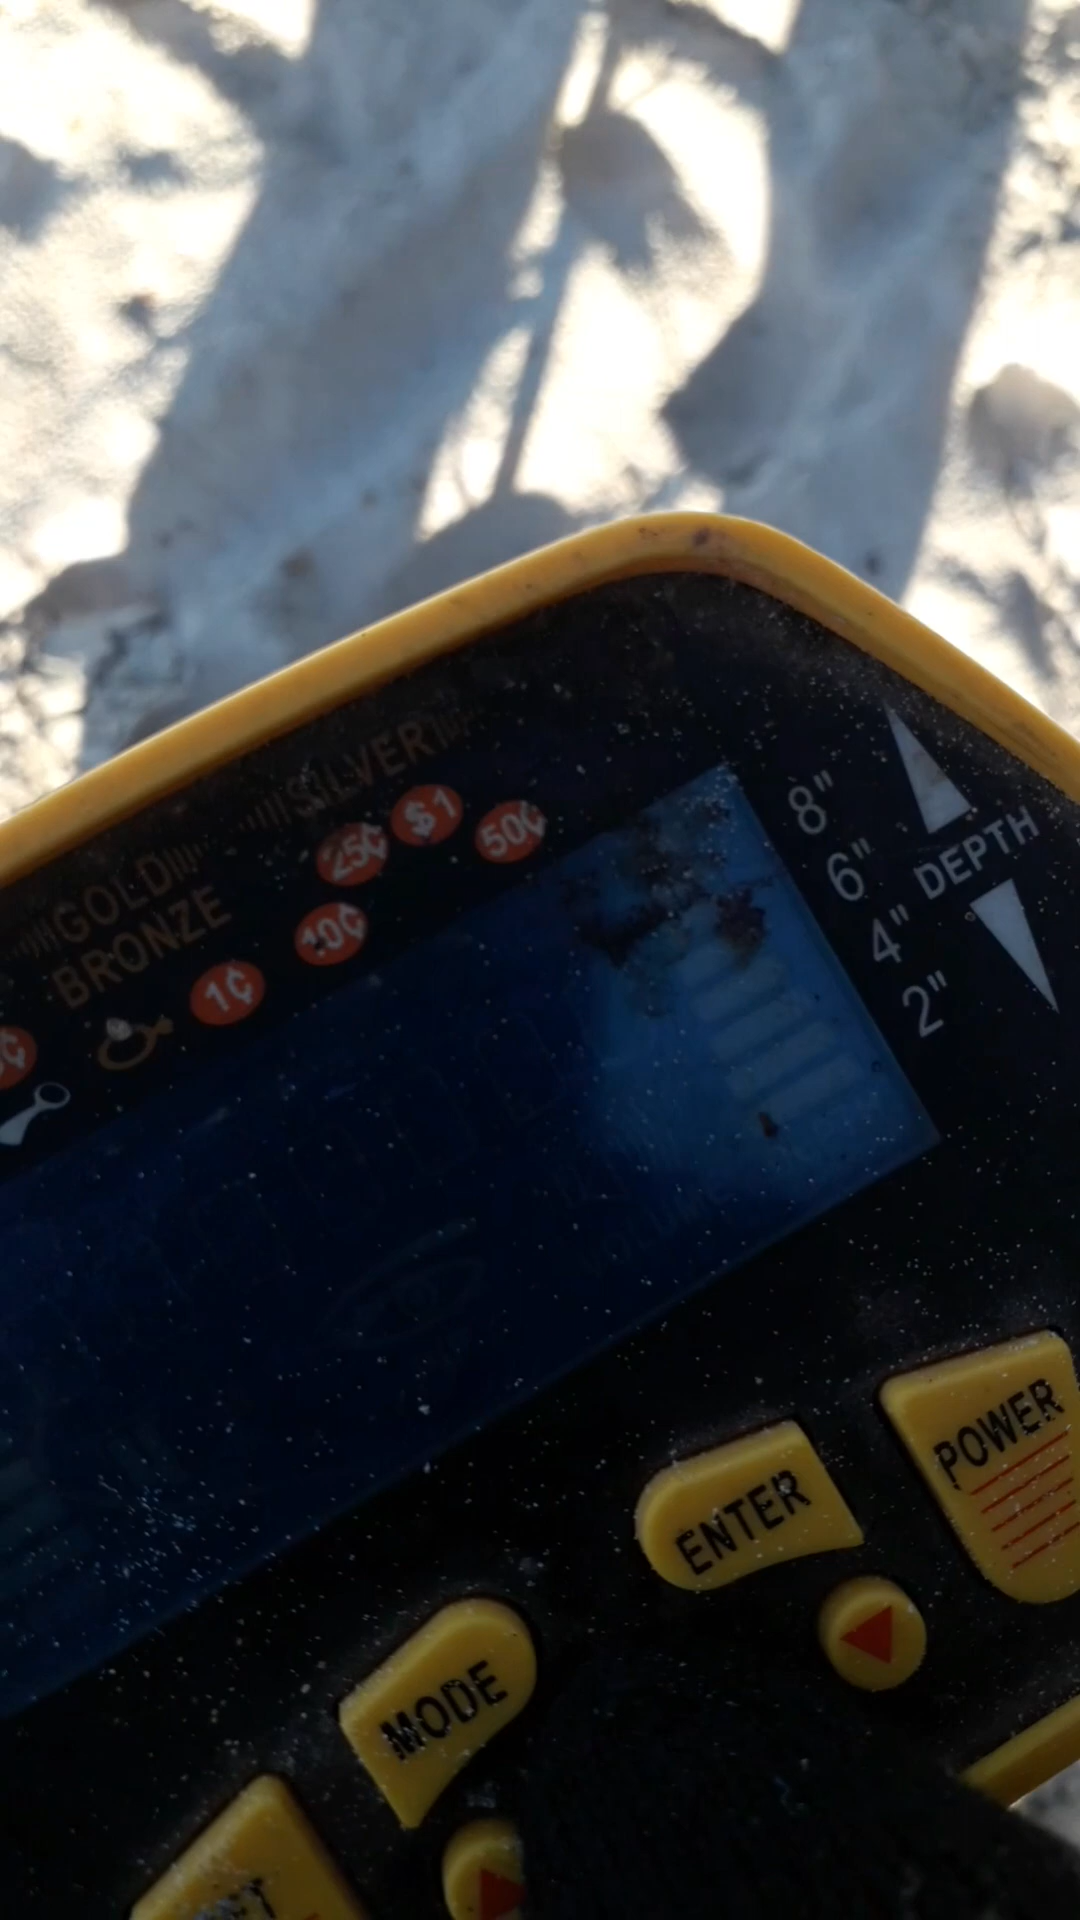 SILVER
GOLD
BRONZE
25¢
$1
50¢
10¢
1¢
8"
6"
4"
2"
DEPTH
POWER
ENTER
MODE